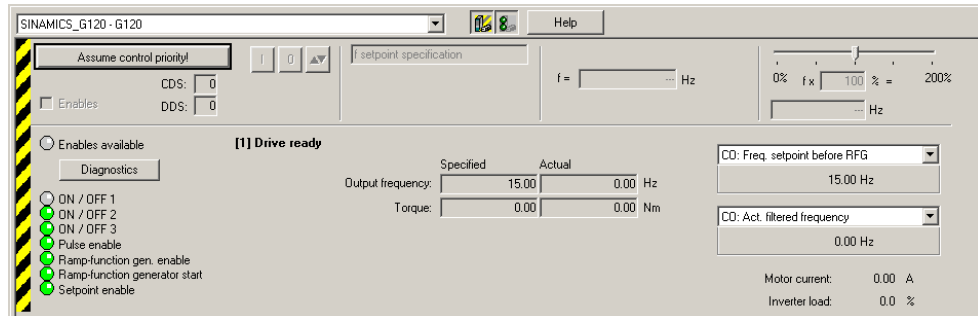 SINAMICS_G120 - G120
Help
Assume control priority!
I 0
f setpoint specification
f = --- Hz
0% f x 100 % = 200%
CDS: 0
Enables
DDS: 0
--- Hz
Enables available
[1] Drive ready
Diagnostics
Specified Actual
Output frequency: 15.00 0.00 Hz
Torque: 0.00 0.00 Nm
CO: Freq. setpoint before RFG
15.00 Hz
CO: Act. filtered frequency
0.00 Hz
ON / OFF 1
ON / OFF 2
ON / OFF 3
Pulse enable
Ramp-function gen. enable
Ramp-function generator start
Setpoint enable
Motor current: 0.00 A
Inverter load: 0.0 %